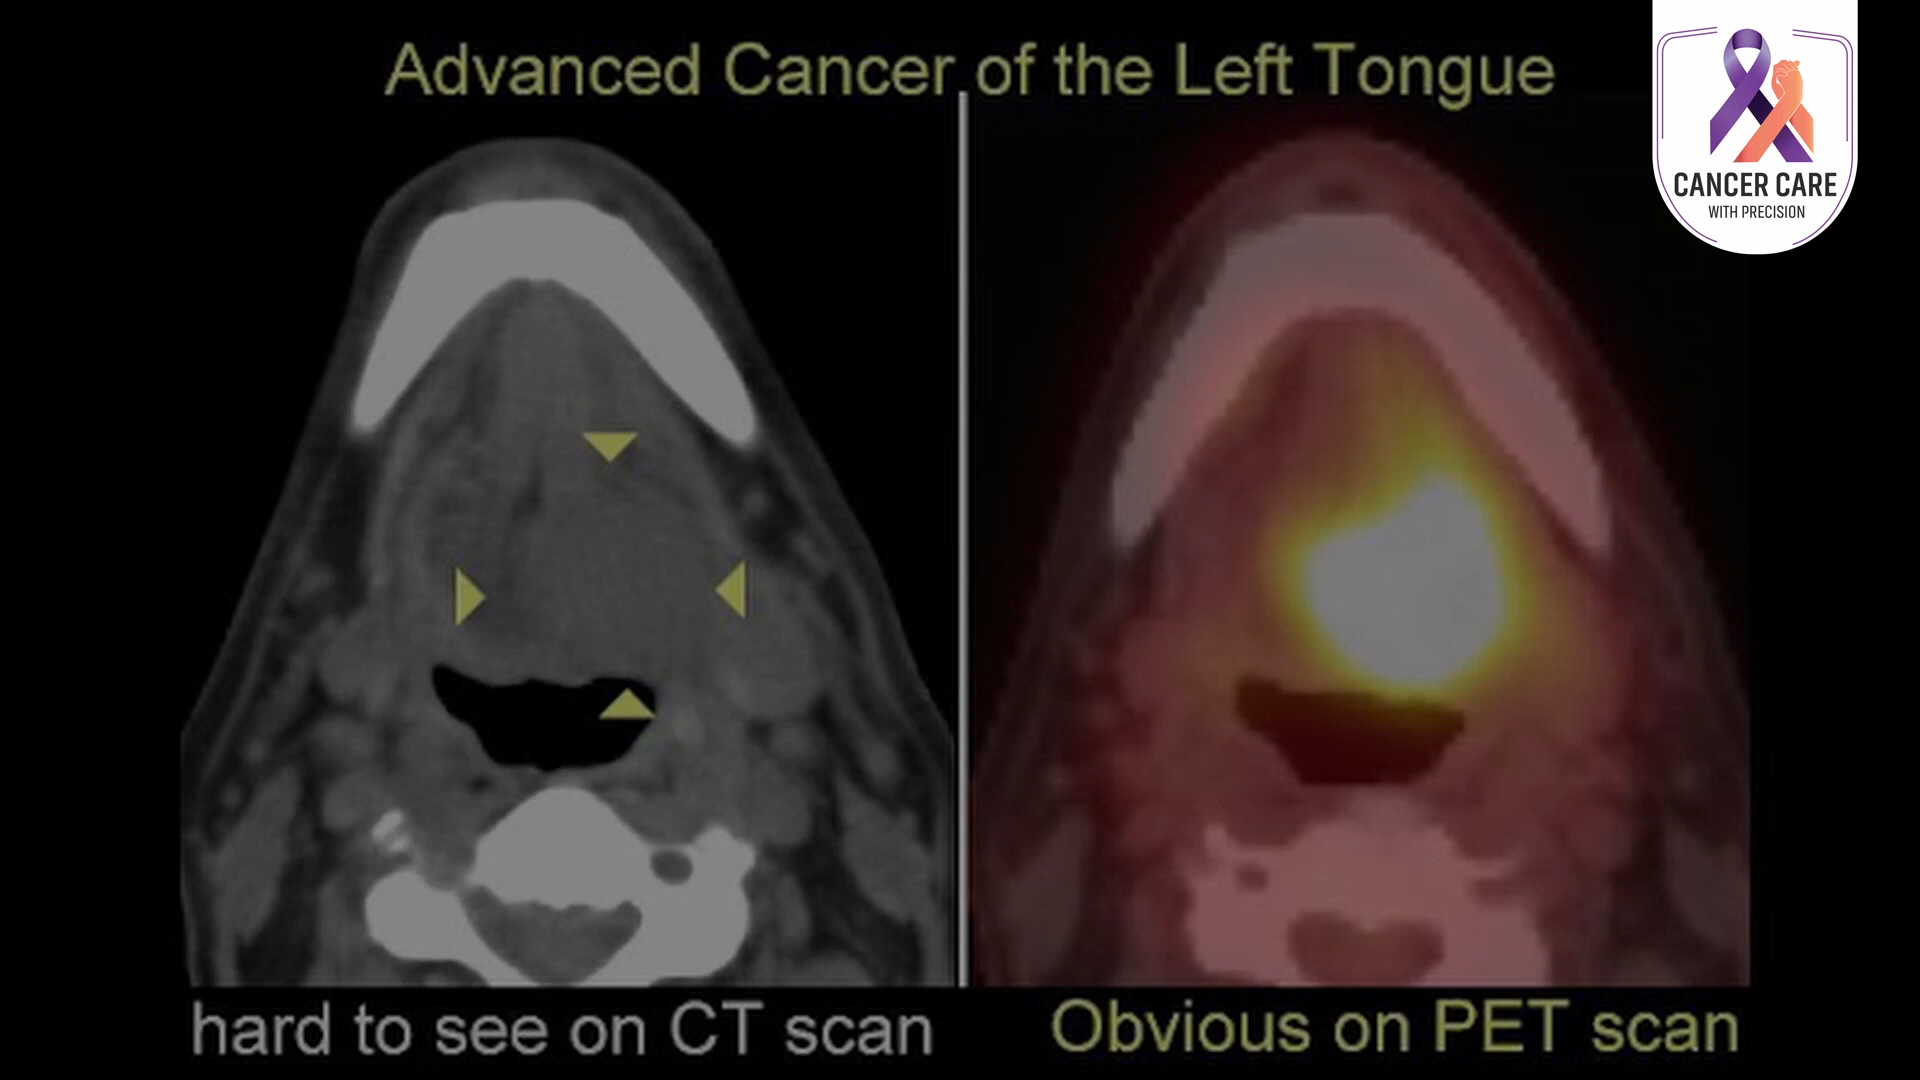 Advanced Cancer of the Left Tongue
CANCER CARE
WITH PRECISION
hard to see on CT scan
Obvious on PET scan